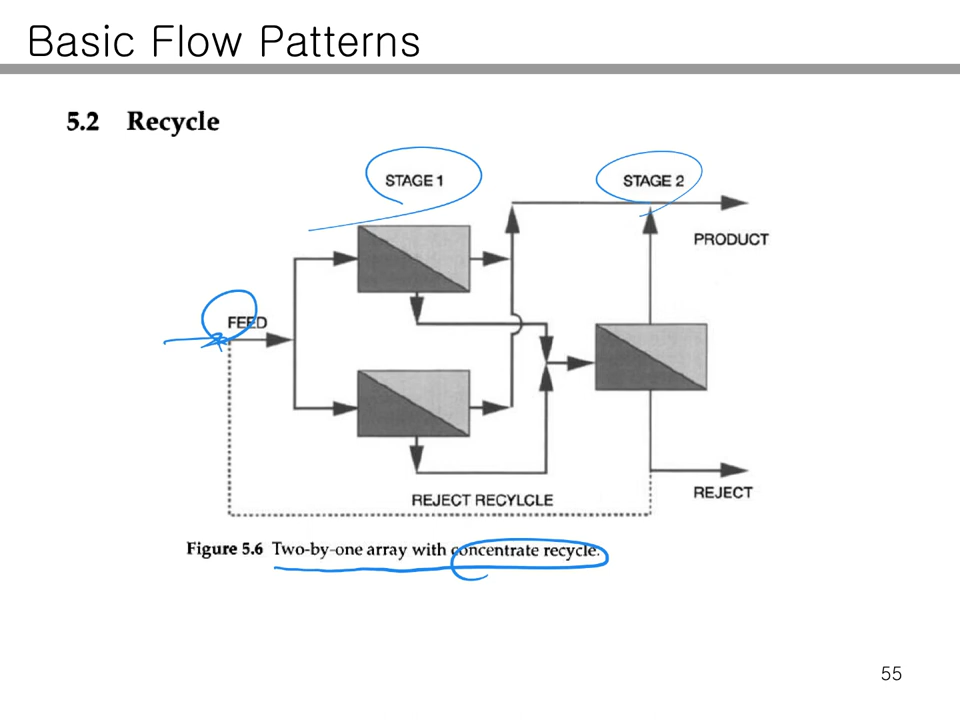 Basic Flow Patterns
5.2 Recycle
STAGE 1
STAGE 2
PRODUCT
FEED
REJECT RECYLCLE
REJECT
Figure 5.6 Two-by-one array with concentrate recycle.
55